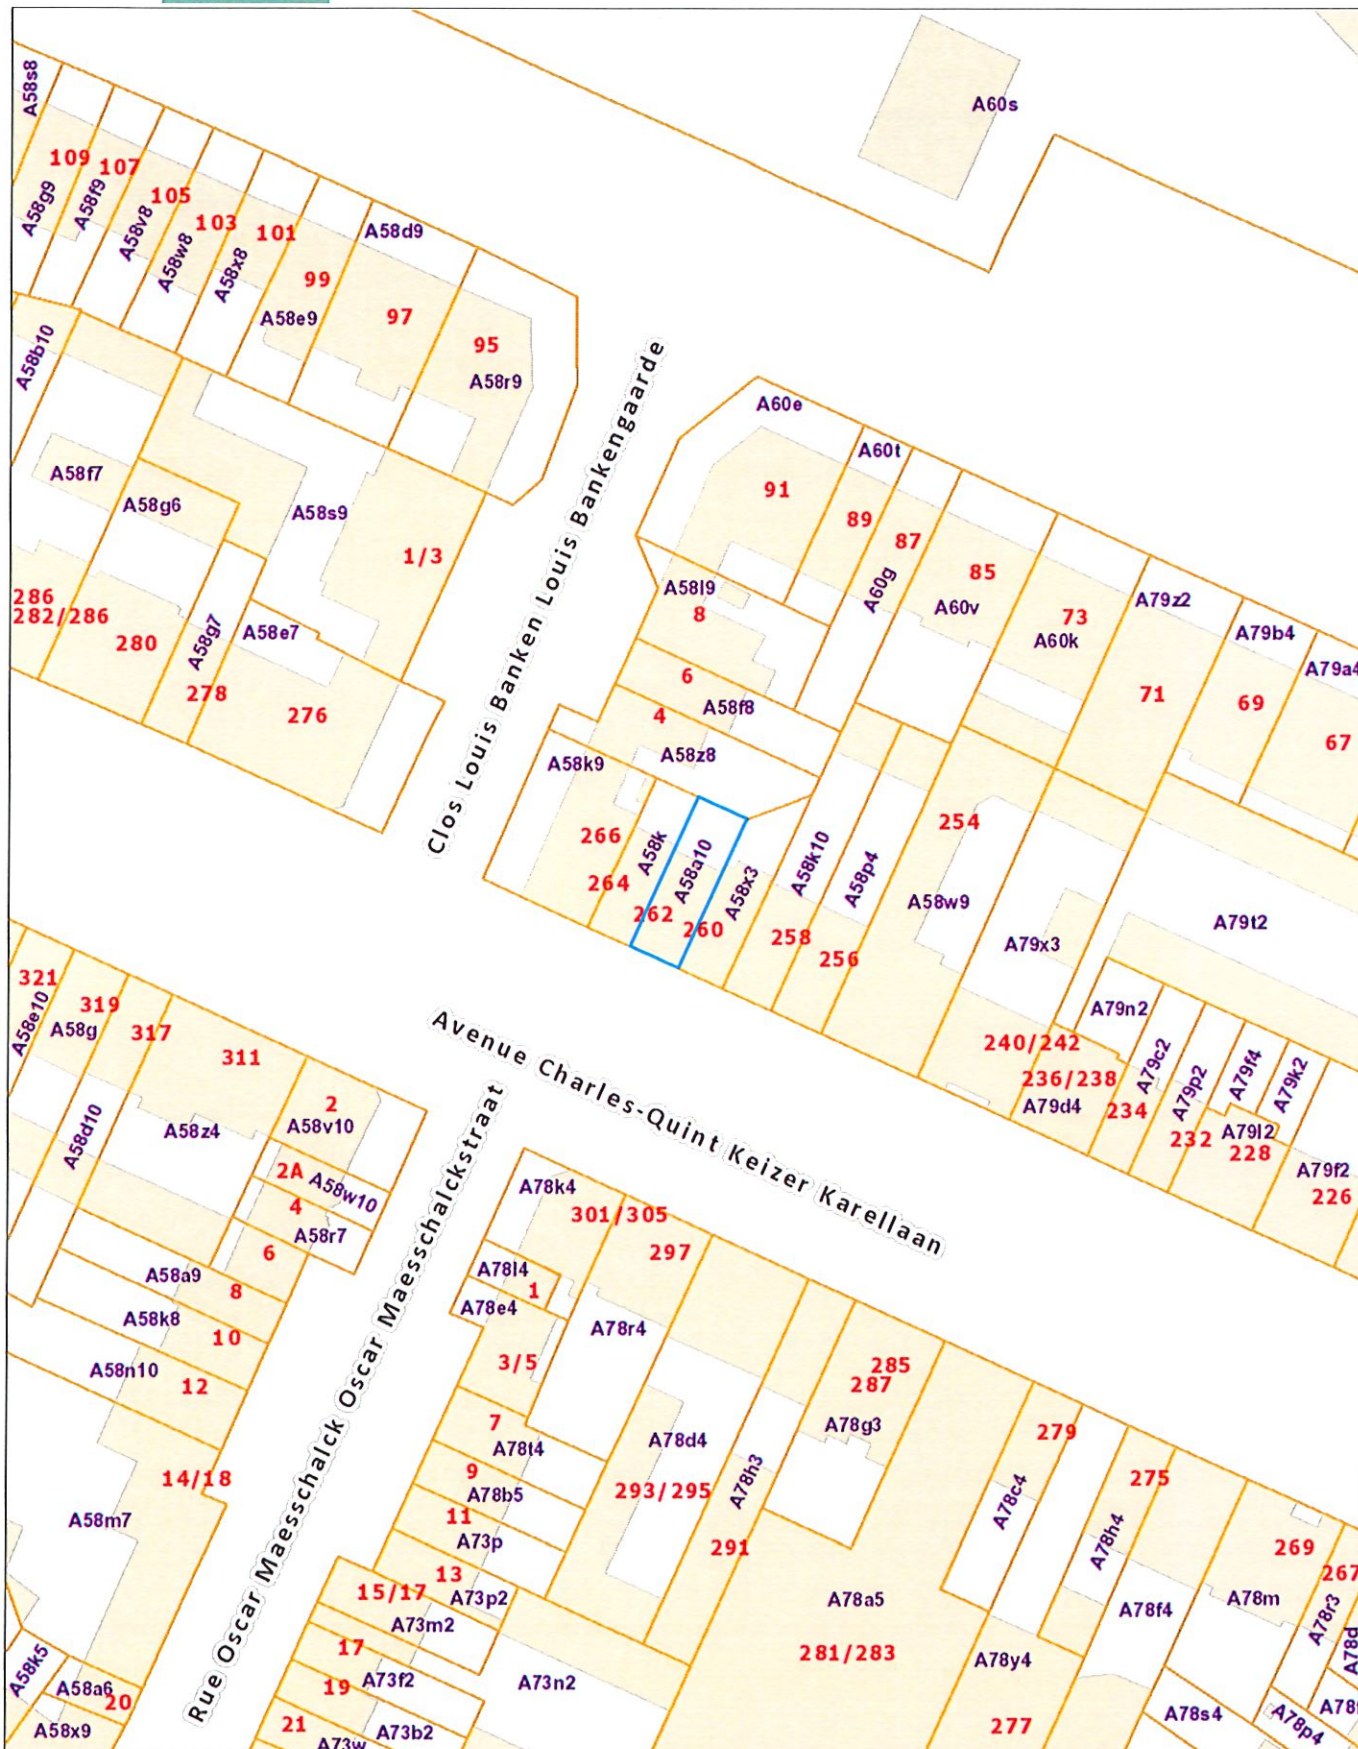 A58s8
A60s
109
107
105
103
101
99
97
95
A58g9
A58f9
A58v8
A58w8
A58x8
A58e9
A58d9
A58r9
A58b10
A58f7
A58g6
A58s9
1/3
286
282/286
280
A58g7
A58e7
278
276
Clos Louis Banken Louis Bankengaarde
A60e
A60t
91
89
87
85
73
A60g
A60v
A60k
A79z2
A79b4
A79a4
71
69
67
A58l9
8
6
A58f8
4
A58z8
A58k9
266
264
A58k
A58a10
A58x3
262
260
A58k10
A58p4
258
256
254
A58w9
A79x3
A79t2
A79n2
240/242
236/238
A79d4
A79c2
234
A79p2
232
A79f4
A79k2
A79l2
228
A79f2
226
321
A58e10
319
A58g
317
311
2
A58v10
A58d10
A58z4
2A
A58w10
4
A58r7
6
A58a9
8
A58k8
10
A58n10
12
14/18
A58m7
A58k5
A58a6
20
A58x9
Avenue Charles-Quint Keizer Karellaan
Rue Oscar Maesschalck Oscar Maesschalckstraat
A78k4
301/305
297
A78l4
1
A78e4
A78r4
3/5
7
A78t4
9
A78b5
11
A73p
13
A73p2
15/17
A73m2
17
A73f2
19
A73b2
21
A73w
A73n2
A78d4
293/295
A78h3
291
285
287
A78g3
A78a5
281/283
279
A78c4
275
A78h4
A78f4
A78y4
277
269
267
A78m
A78r3
A78s4
A78p4